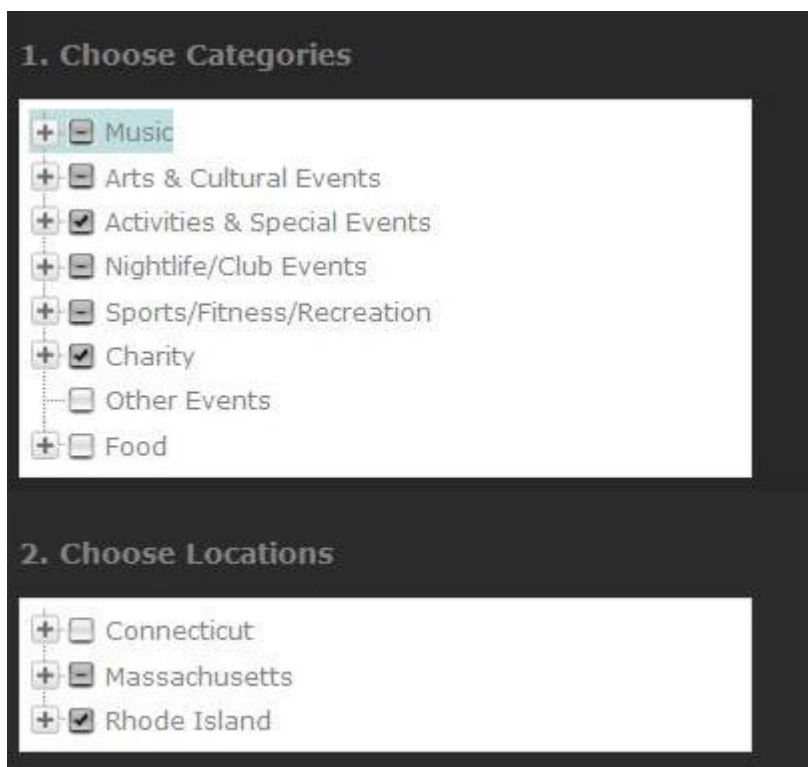 1. Choose Categories
Music
Arts & Cultural Events
Activities & Special Events
Nightlife/Club Events
Sports/Fitness/Recreation
Charity
Other Events
Food
2. Choose Locations
Connecticut
Massachusetts
Rhode Island